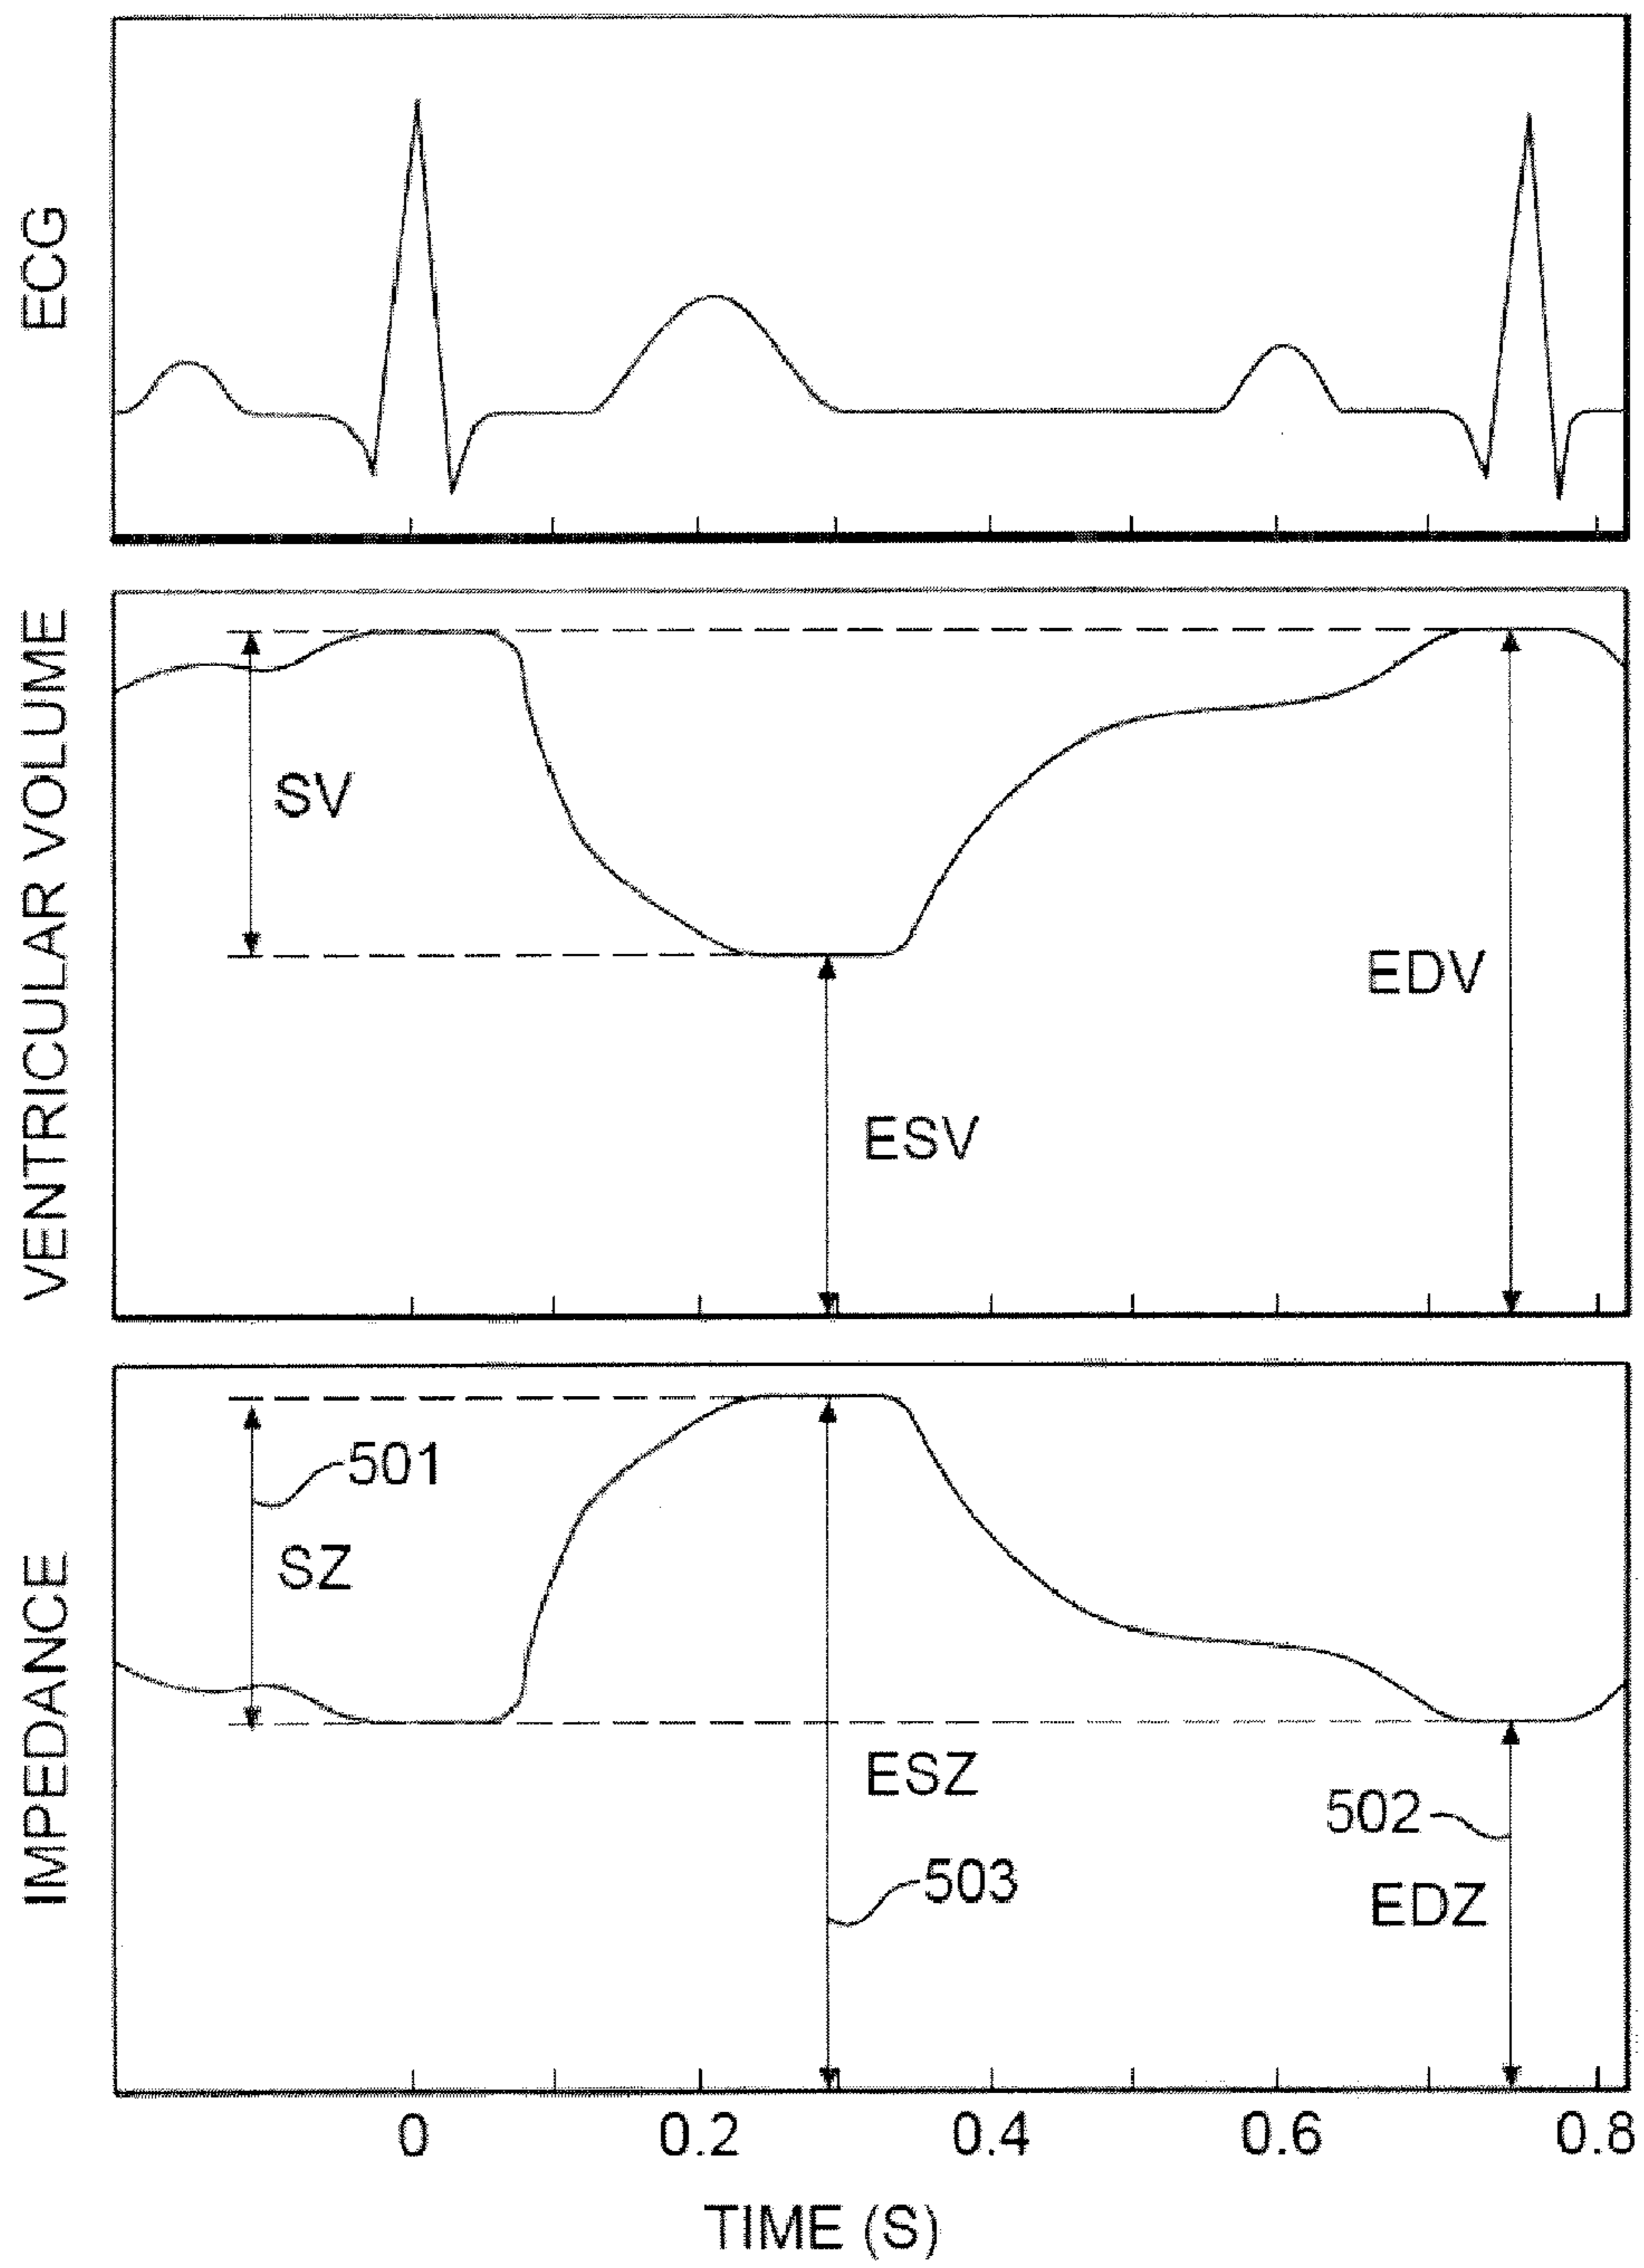 ECG
VENTRICULAR VOLUME
SV
EDV
ESV
IMPEDANCE
501
SZ
ESZ
502
503
EDZ
0 0.2 0.4 0.6 0.8
TIME (S)